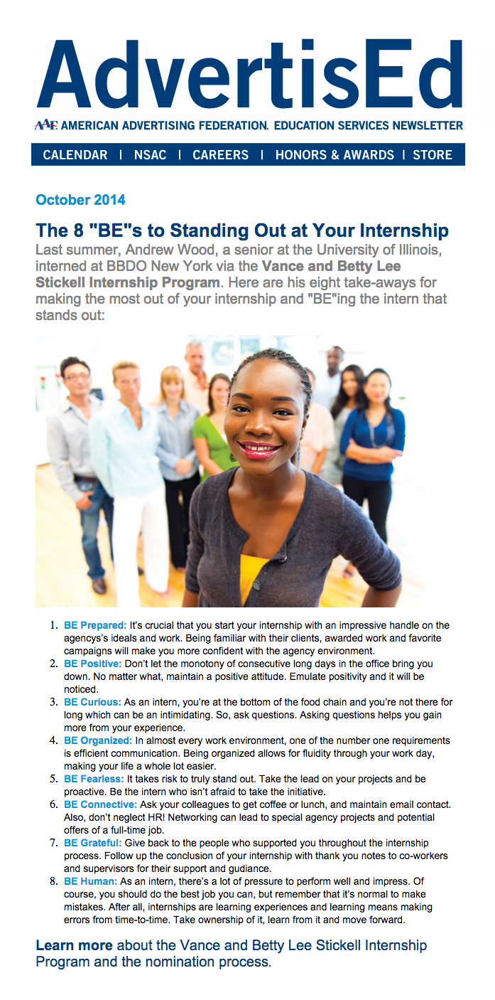 AdvertisEd
AAF. AMERICAN ADVERTISING FEDERATION. EDUCATION SERVICES NEWSLETTER
CALENDAR | NSAC | CAREERS | HONORS & AWARDS | STORE
October 2014
The 8 "BE"s to Standing Out at Your Internship
Last summer, Andrew Wood, a senior at the University of Illinois,
interned at BBDO New York via the Vance and Betty Lee
Stickell Internship Program. Here are his eight take-aways for
making the most out of your internship and "BE"ing the intern that
stands out:
1. BE Prepared: It's crucial that you start your internship with an impressive handle on the
agencys's ideals and work. Being familiar with their clients, awarded work and favorite
campaigns will make you more confident with the agency environment.
2. BE Positive: Don't let the monotony of consecutive long days in the office bring you
down. No matter what, maintain a positive attitude. Emulate positivity and it will be
noticed.
3. BE Curious: As an intern, you're at the bottom of the food chain and you're not there for
long which can be an intimidating. So, ask questions. Asking questions helps you gain
more from your experience.
4. BE Organized: In almost every work environment, one of the number one requirements
is efficient communication. Being organized allows for fluidity through your work day,
making your life a whole lot easier.
5. BE Fearless: It takes risk to truly stand out. Take the lead on your projects and be
proactive. Be the intern who isn't afraid to take the initiative.
6. BE Connective: Ask your colleagues to get coffee or lunch, and maintain email contact.
Also, don't neglect HR! Networking can lead to special agency projects and potential
offers of a full-time job.
7. BE Grateful: Give back to the people who supported you throughout the internship
process. Follow up the conclusion of your internship with thank you notes to co-workers
and supervisors for their support and gudiance.
8. BE Human: As an intern, there's a lot of pressure to perform well and impress. Of
course, you should do the best job you can, but remember that it's normal to make
mistakes. After all, internships are learning experiences and learning means making
errors from time-to-time. Take ownership of it, learn from it and move forward.
Learn more about the Vance and Betty Lee Stickell Internship
Program and the nomination process.